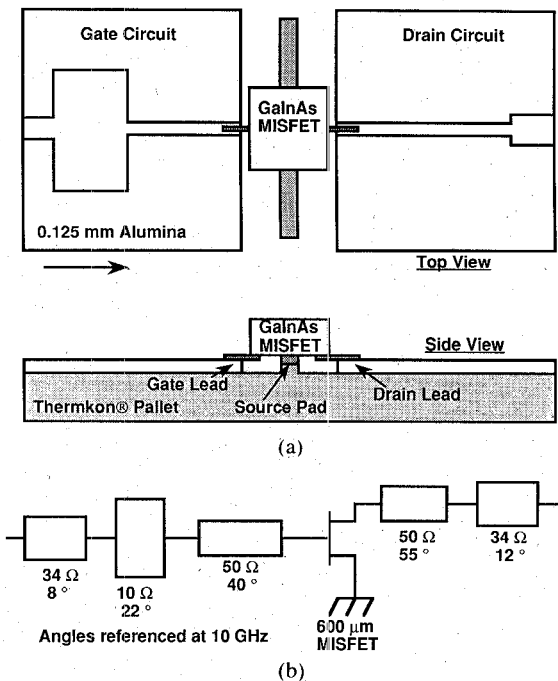 Gate Circuit
Drain Circuit
GaInAs
MISFET
0.125 mm Alumina
Top View
GaInAs
MISFET
Side View
Gate Lead
Source Pad
Drain Lead
Thermkon® Pallet
(a)
34 Ω
8 °
10 Ω
22 °
50 Ω
40 °
50 Ω
55 °
34 Ω
12 °
Angles referenced at 10 GHz
600 μm
MISFET
(b)